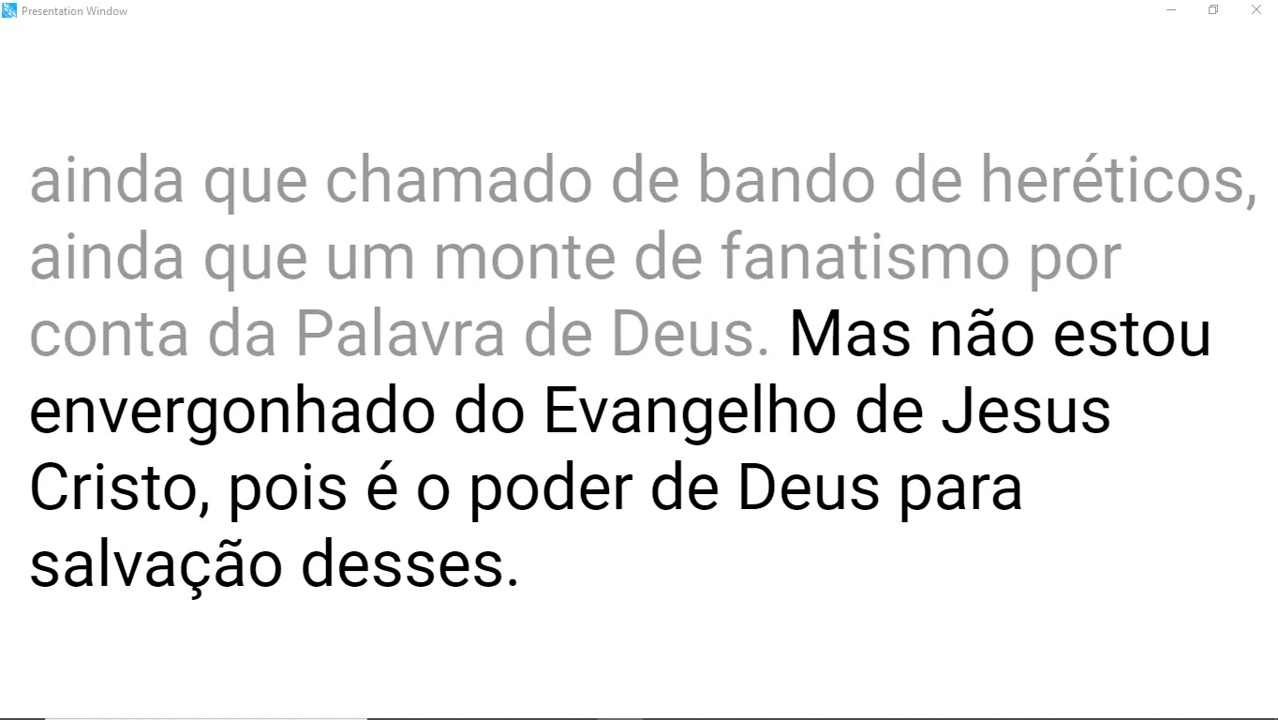 Presentation Window
ainda que chamado de bando de heréticos,
ainda que um monte de fanatismo por
conta da Palavra de Deus. Mas não estou
envergonhado do Evangelho de Jesus
Cristo, pois é o poder de Deus para
salvação desses.